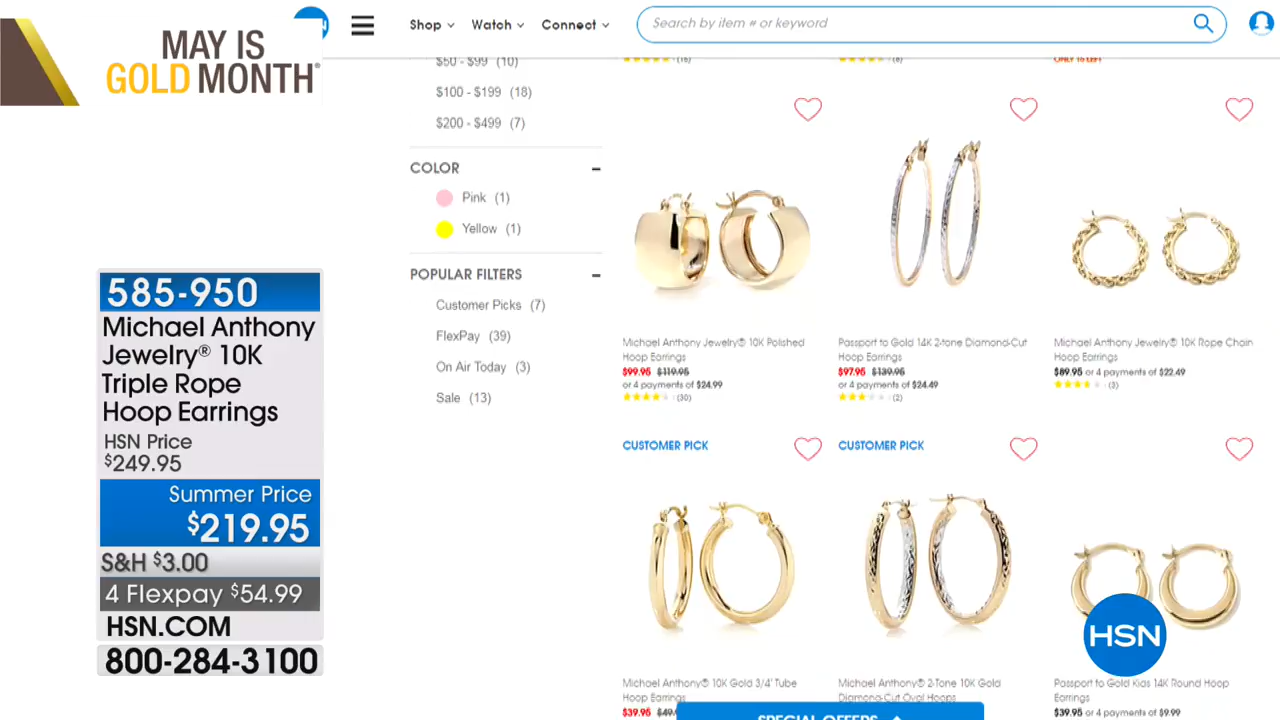 MAY IS
GOLD MONTH®
Shop
Watch
Connect
Search by item # or keyword
$50 - $99 (10)
$100 - $199 (18)
$200 - $499 (7)
COLOR
Pink (1)
Yellow (1)
POPULAR FILTERS
Customer Picks (7)
FlexPay (39)
On Air Today (3)
Sale (13)
585-950
Michael Anthony
Jewelry® 10K
Triple Rope
Hoop Earrings
HSN Price
$249.95
Summer Price
$219.95
S&H $3.00
4 Flexpay $54.99
HSN.COM
800-284-3100
Michael Anthony Jewelry® 10K Polished
Hoop Earrings
$99.95 $119.95
or 4 payments of $24.99
(30)
Passport to Gold 14K 2-tone Diamond-Cut
Hoop Earrings
$97.95 $139.95
or 4 payments of $24.49
(2)
Michael Anthony Jewelry® 10K Rope Chain
Hoop Earrings
$89.95 or 4 payments of $22.49
(3)
CUSTOMER PICK
CUSTOMER PICK
Michael Anthony® 10K Gold 3/4" Tube
Hoop Earrings
$39.95
Michael Anthony® 2-Tone 10K Gold
Diamond-Cut Oval Hoops
Passport to Gold Kids 14K Round Hoop
Earrings
$39.95 or 4 payments of $9.99
HSN
SPECIAL OFFERS